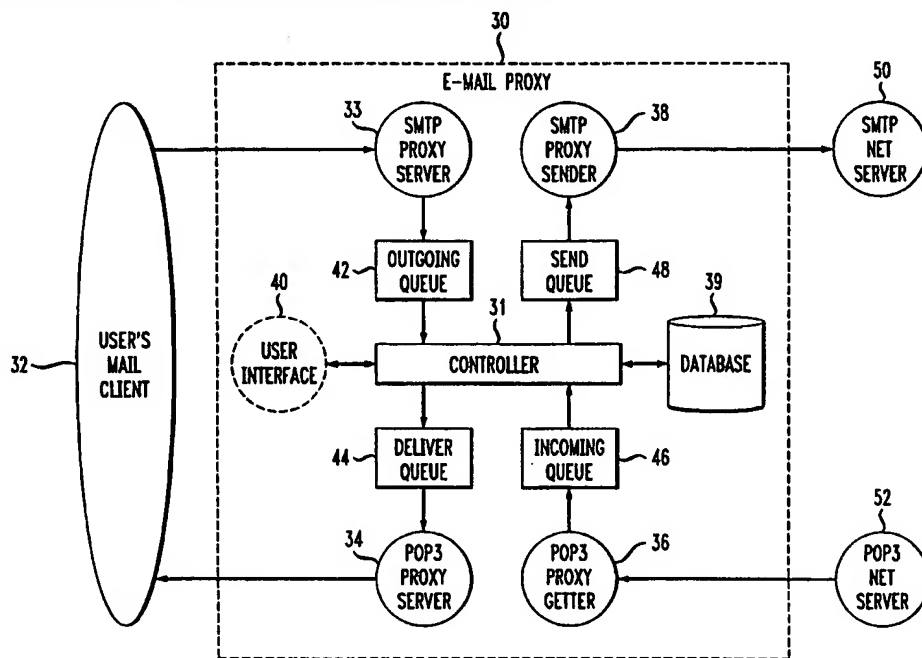 30
E-MAIL PROXY
50
33
SMTP
PROXY
SERVER
38
SMTP
PROXY
SENDER
SMTP
NET
SERVER
42
OUTGOING
QUEUE
SEND
QUEUE
48
40
USER
INTERFACE
31
CONTROLLER
39
DATABASE
32
USER'S
MAIL
CLIENT
44
DELIVER
QUEUE
INCOMING
QUEUE
46
34
POP3
PROXY
SERVER
36
POP3
PROXY
GETTER
52
POP3
NET
SERVER